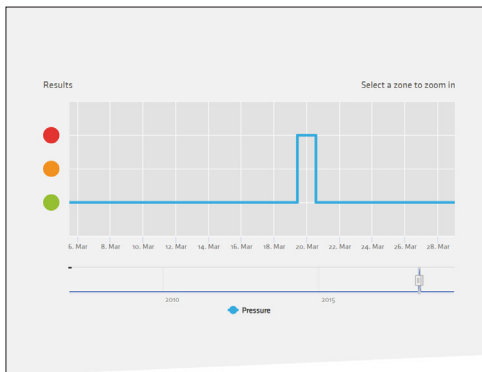 Results
Select a zone to zoom in
6. Mar 8. Mar 10. Mar 12. Mar 14. Mar 16. Mar 18. Mar 20. Mar 22. Mar 24. Mar 26. Mar 28. Mar
2010 2015
Pressure